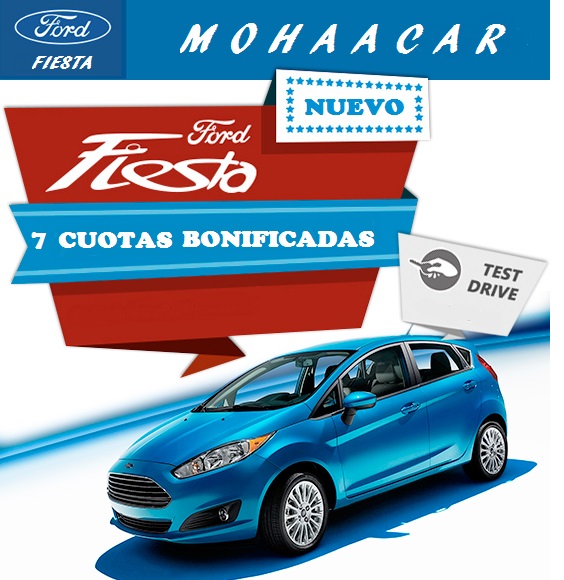 Ford
FIESTA
MOHAACAR
NUEVO
Ford
Fiesta
7 CUOTAS BONIFICADAS
TEST
DRIVE